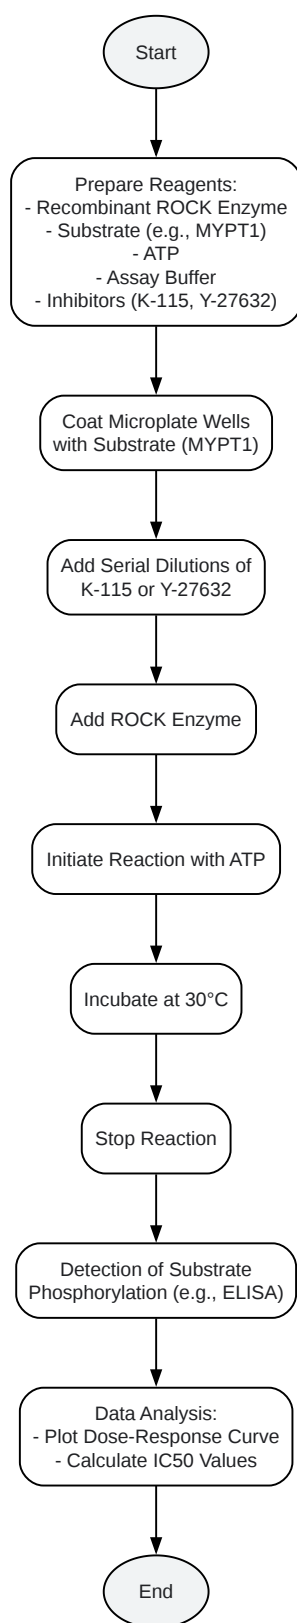 Start
Prepare Reagents:
- Recombinant ROCK Enzyme
- Substrate (e.g., MYPT1)
- ATP
- Assay Buffer
- Inhibitors (K-115, Y-27632)
Coat Microplate Wells
with Substrate (MYPT1)
Add Serial Dilutions of
K-115 or Y-27632
Add ROCK Enzyme
Initiate Reaction with ATP
Incubate at 30°C
Stop Reaction
Detection of Substrate
Phosphorylation (e.g., ELISA)
Data Analysis:
- Plot Dose-Response Curve
- Calculate IC50 Values
End